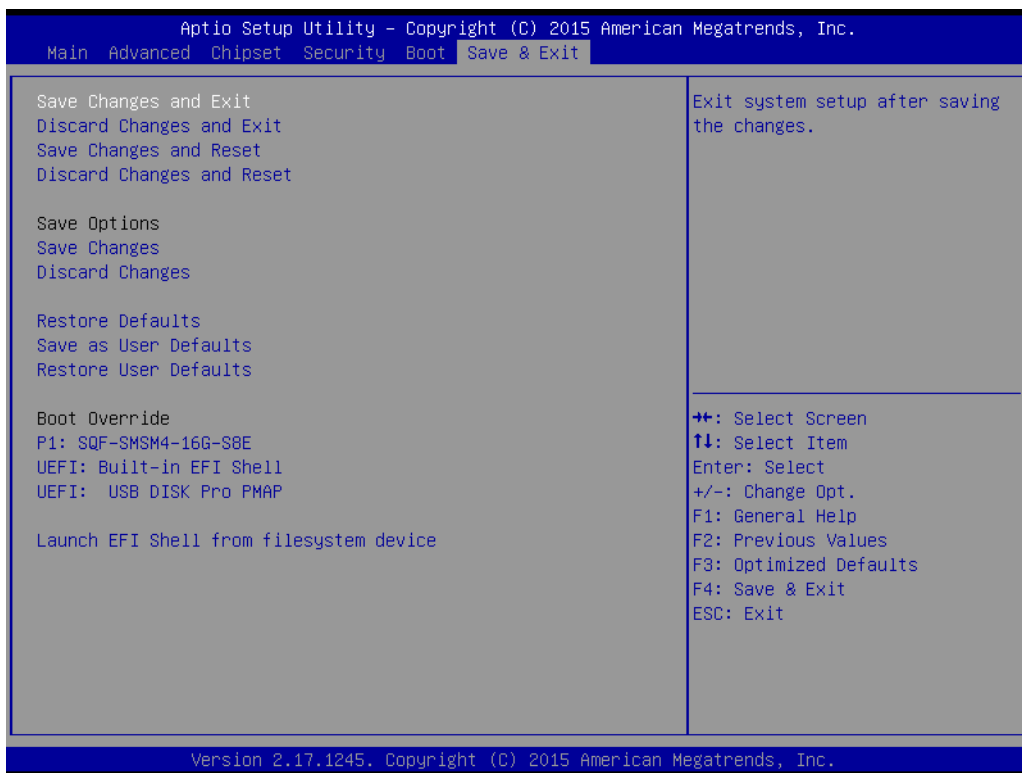 Aptio Setup Utility – Copyright (C) 2015 American Megatrends, Inc.
Main Advanced Chipset Security Boot Save & Exit
Save Changes and Exit
Discard Changes and Exit
Save Changes and Reset
Discard Changes and Reset
Save Options
Save Changes
Discard Changes
Restore Defaults
Save as User Defaults
Restore User Defaults
Boot Override
P1: SQF-SMSM4-16G-S8E
UEFI: Built-in EFI Shell
UEFI:  USB DISK Pro PMAP
Launch EFI Shell from filesystem device
Exit system setup after saving
the changes.
→←: Select Screen
↑↓: Select Item
Enter: Select
+/-: Change Opt.
F1: General Help
F2: Previous Values
F3: Optimized Defaults
F4: Save & Exit
ESC: Exit
Version 2.17.1245. Copyright (C) 2015 American Megatrends, Inc.